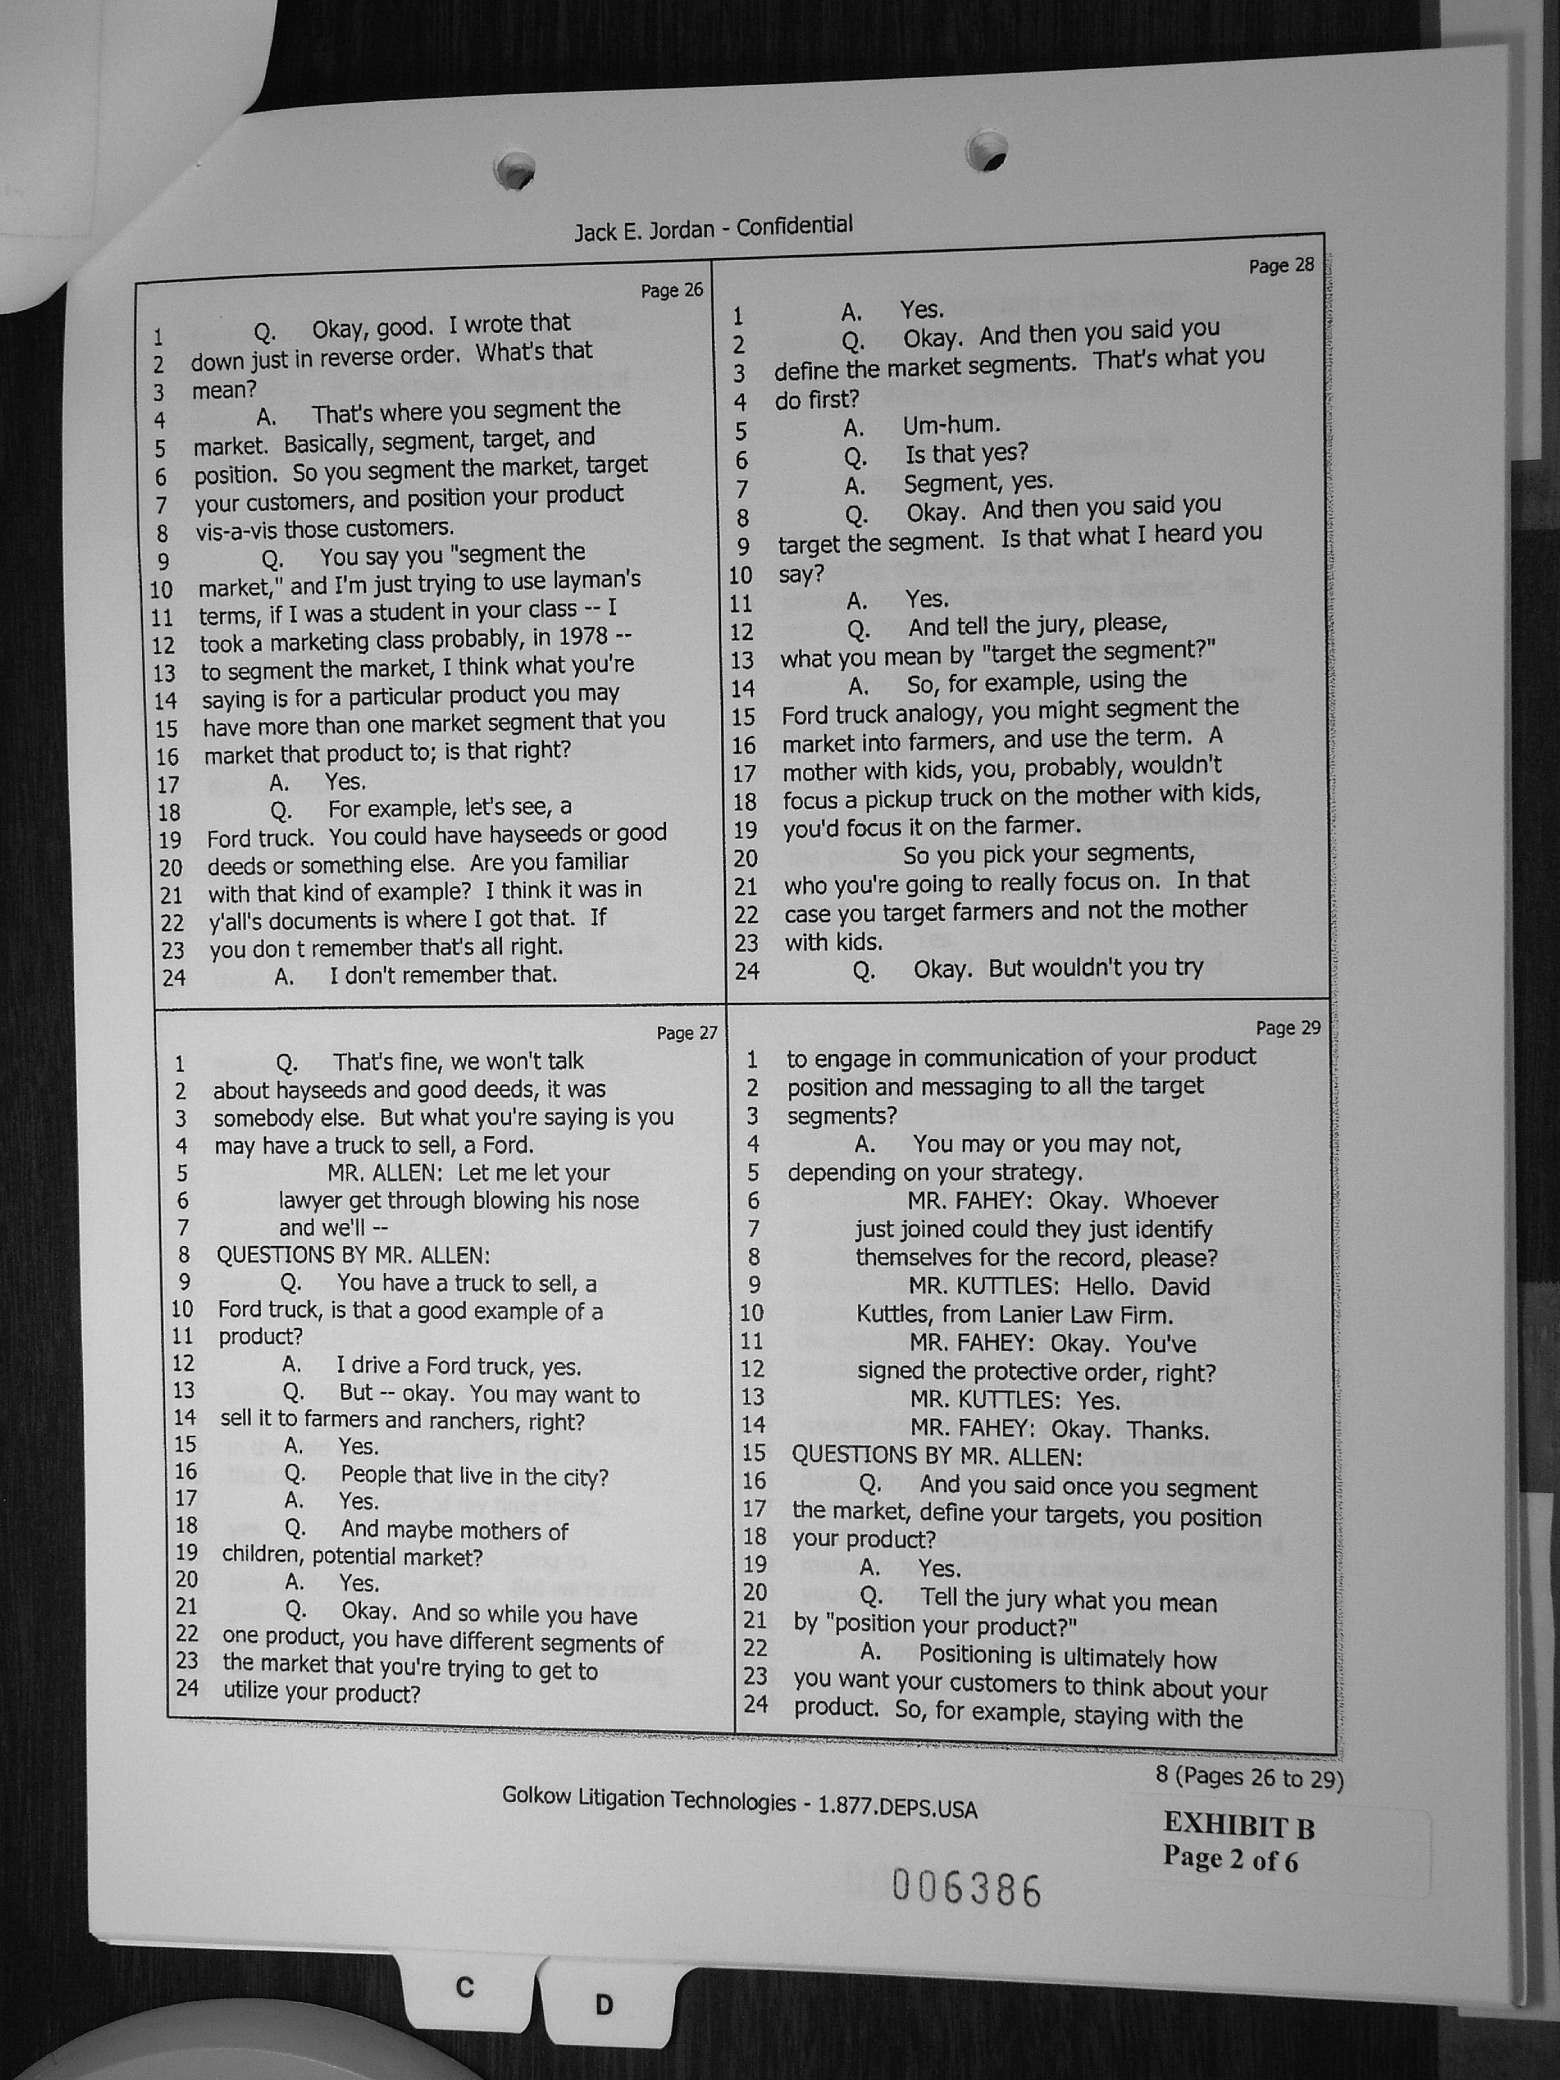 Jack E. Jordan - Confidential
Page 26
1 Q. Okay, good. I wrote that
2 down just in reverse order. What's that
3 mean?
4 A. That's where you segment the
5 market. Basically, segment, target, and
6 position. So you segment the market, target
7 your customers, and position your product
8 vis-a-vis those customers.
9 Q. You say you "segment the
10 market," and I'm just trying to use layman's
11 terms, if I was a student in your class -- I
12 took a marketing class probably, in 1978 --
13 to segment the market, I think what you're
14 saying is for a particular product you may
15 have more than one market segment that you
16 market that product to; is that right?
17 A. Yes.
18 Q. For example, let's see, a
19 Ford truck. You could have hayseeds or good
20 deeds or something else. Are you familiar
21 with that kind of example? I think it was in
22 y'all's documents is where I got that. If
23 you don t remember that's all right.
24 A. I don't remember that.
Page 27
1 Q. That's fine, we won't talk
2 about hayseeds and good deeds, it was
3 somebody else. But what you're saying is you
4 may have a truck to sell, a Ford.
5 MR. ALLEN: Let me let your
6 lawyer get through blowing his nose
7 and we'll --
8 QUESTIONS BY MR. ALLEN:
9 Q. You have a truck to sell, a
10 Ford truck, is that a good example of a
11 product?
12 A. I drive a Ford truck, yes.
13 Q. But -- okay. You may want to
14 sell it to farmers and ranchers, right?
15 A. Yes.
16 Q. People that live in the city?
17 A. Yes.
18 Q. And maybe mothers of
19 children, potential market?
20 A. Yes.
21 Q. Okay. And so while you have
22 one product, you have different segments of
23 the market that you're trying to get to
24 utilize your product?
Page 28
1 A. Yes.
2 Q. Okay. And then you said you
3 define the market segments. That's what you
4 do first?
5 A. Um-hum.
6 Q. Is that yes?
7 A. Segment, yes.
8 Q. Okay. And then you said you
9 target the segment. Is that what I heard you
10 say?
11 A. Yes.
12 Q. And tell the jury, please,
13 what you mean by "target the segment?"
14 A. So, for example, using the
15 Ford truck analogy, you might segment the
16 market into farmers, and use the term. A
17 mother with kids, you, probably, wouldn't
18 focus a pickup truck on the mother with kids,
19 you'd focus it on the farmer.
20 So you pick your segments,
21 who you're going to really focus on. In that
22 case you target farmers and not the mother
23 with kids.
24 Q. Okay. But wouldn't you try
Page 29
1 to engage in communication of your product
2 position and messaging to all the target
3 segments?
4 A. You may or you may not,
5 depending on your strategy.
6 MR. FAHEY: Okay. Whoever
7 just joined could they just identify
8 themselves for the record, please?
9 MR. KUTTLES: Hello. David
10 Kuttles, from Lanier Law Firm.
11 MR. FAHEY: Okay. You've
12 signed the protective order, right?
13 MR. KUTTLES: Yes.
14 MR. FAHEY: Okay. Thanks.
15 QUESTIONS BY MR. ALLEN:
16 Q. And you said once you segment
17 the market, define your targets, you position
18 your product?
19 A. Yes.
20 Q. Tell the jury what you mean
21 by "position your product?"
22 A. Positioning is ultimately how
23 you want your customers to think about your
24 product. So, for example, staying with the
8 (Pages 26 to 29)
Golkow Litigation Technologies - 1.877.DEPS.USA
EXHIBIT B
Page 2 of 6
006386
C
D